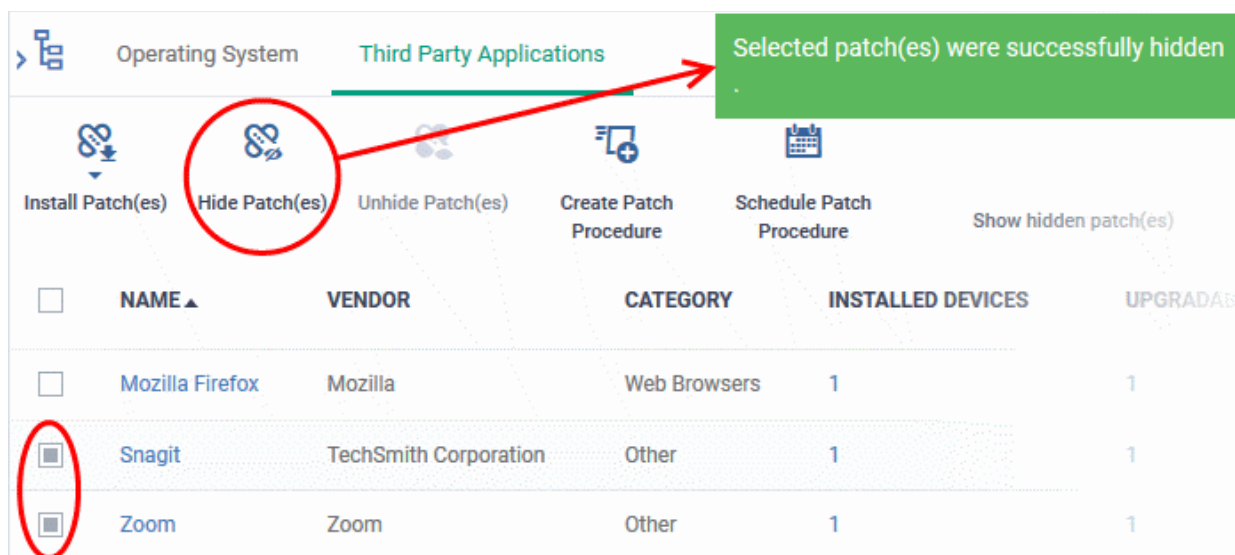 Operating System Third Party Applications Selected patch(es) were successfully hidden
.
Install Patch(es) Hide Patch(es) Unhide Patch(es) Create Patch Schedule Patch Show hidden patch(es)
Procedure Procedure
NAME VENDOR CATEGORY INSTALLED DEVICES
Mozilla Firefox Mozilla Web Browsers 1 1
Snagit TechSmith Corporation Other 1 1
Zoom Zoom Other 1 1